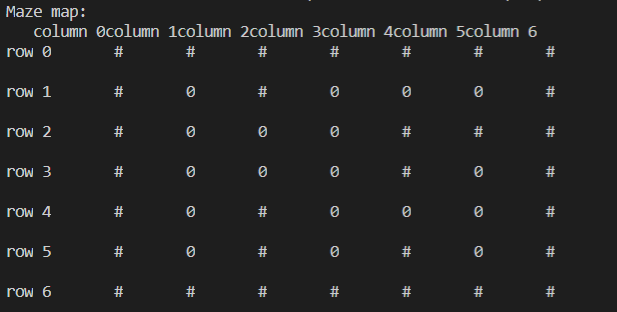 Maze map:
column 0column 1column 2column 3column 4column 5column 6
row 0 # # # # # # #
row 1 # 0 # 0 0 0 #
row 2 # 0 0 0 # # #
row 3 # 0 0 0 # 0 #
row 4 # 0 # 0 0 0 #
row 5 # 0 # 0 # 0 #
row 6 # # # # # # #